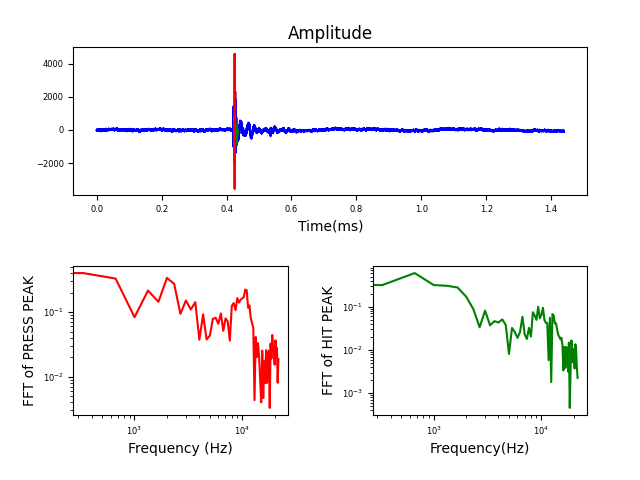 Amplitude
4000
2000
0
−2000
0.0 0.2 0.4 0.6 0.8 1.0 1.2 1.4
Time(ms)
FFT of PRESS PEAK
10⁻¹
10⁻²
10³ 10⁴
Frequency (Hz)
FFT of HIT PEAK
10⁻¹
10⁻²
10⁻³
10³ 10⁴
Frequency(Hz)